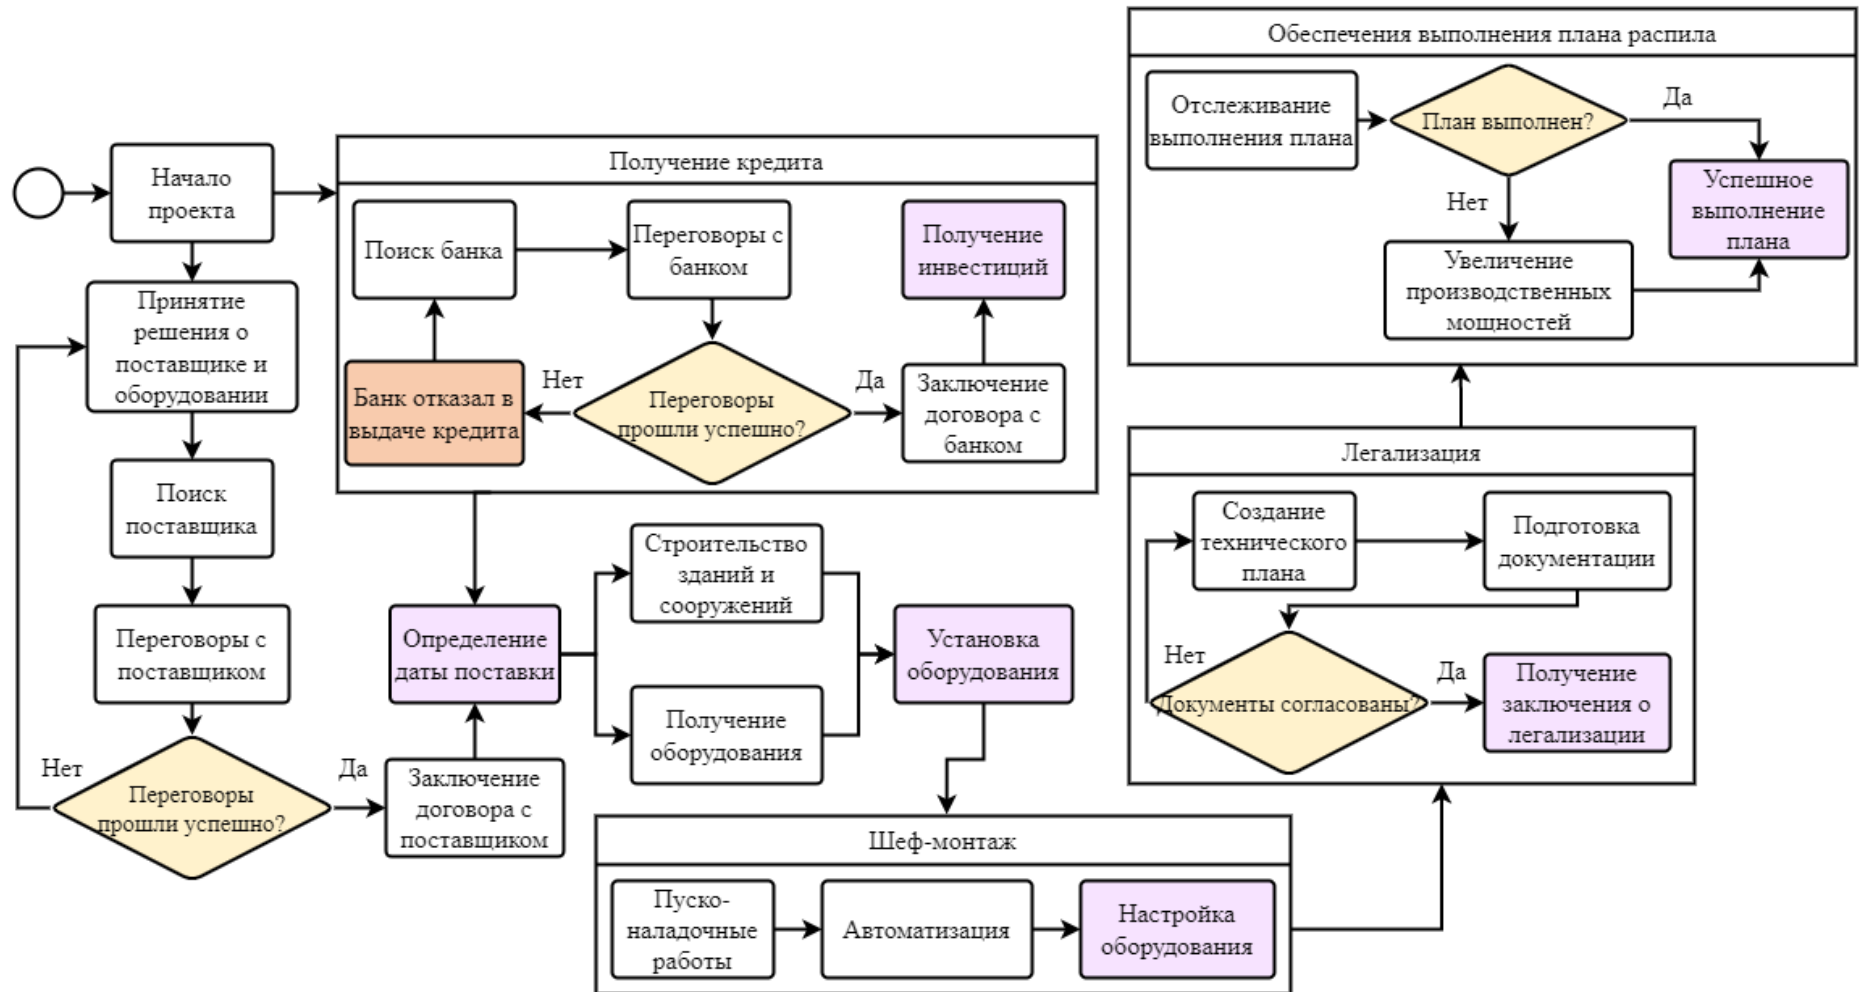 Начало
проекта
Принятие
решения о
поставщике и
оборудовании
Поиск
поставщика
Переговоры с
поставщиком
Переговоры
прошли успешно?
Нет
Да
Заключение
договора с
поставщиком
Получение кредита
Поиск банка
Переговоры с
банком
Переговоры
прошли успешно?
Нет
Банк отказал в
выдаче кредита
Да
Заключение
договора с
банком
Получение
инвестиций
Определение
даты поставки
Строительство
зданий и
сооружений
Получение
оборудования
Установка
оборудования
Шеф-монтаж
Пуско-
наладочные
работы
Автоматизация
Настройка
оборудования
Легализация
Создание
технического
плана
Подготовка
документации
Документы согласованы?
Нет
Да
Получение
заключения о
легализации
Обеспечения выполнения плана распила
Отслеживание
выполнения плана
План выполнен?
Да
Нет
Увеличение
производственных
мощностей
Успешное
выполнение
плана